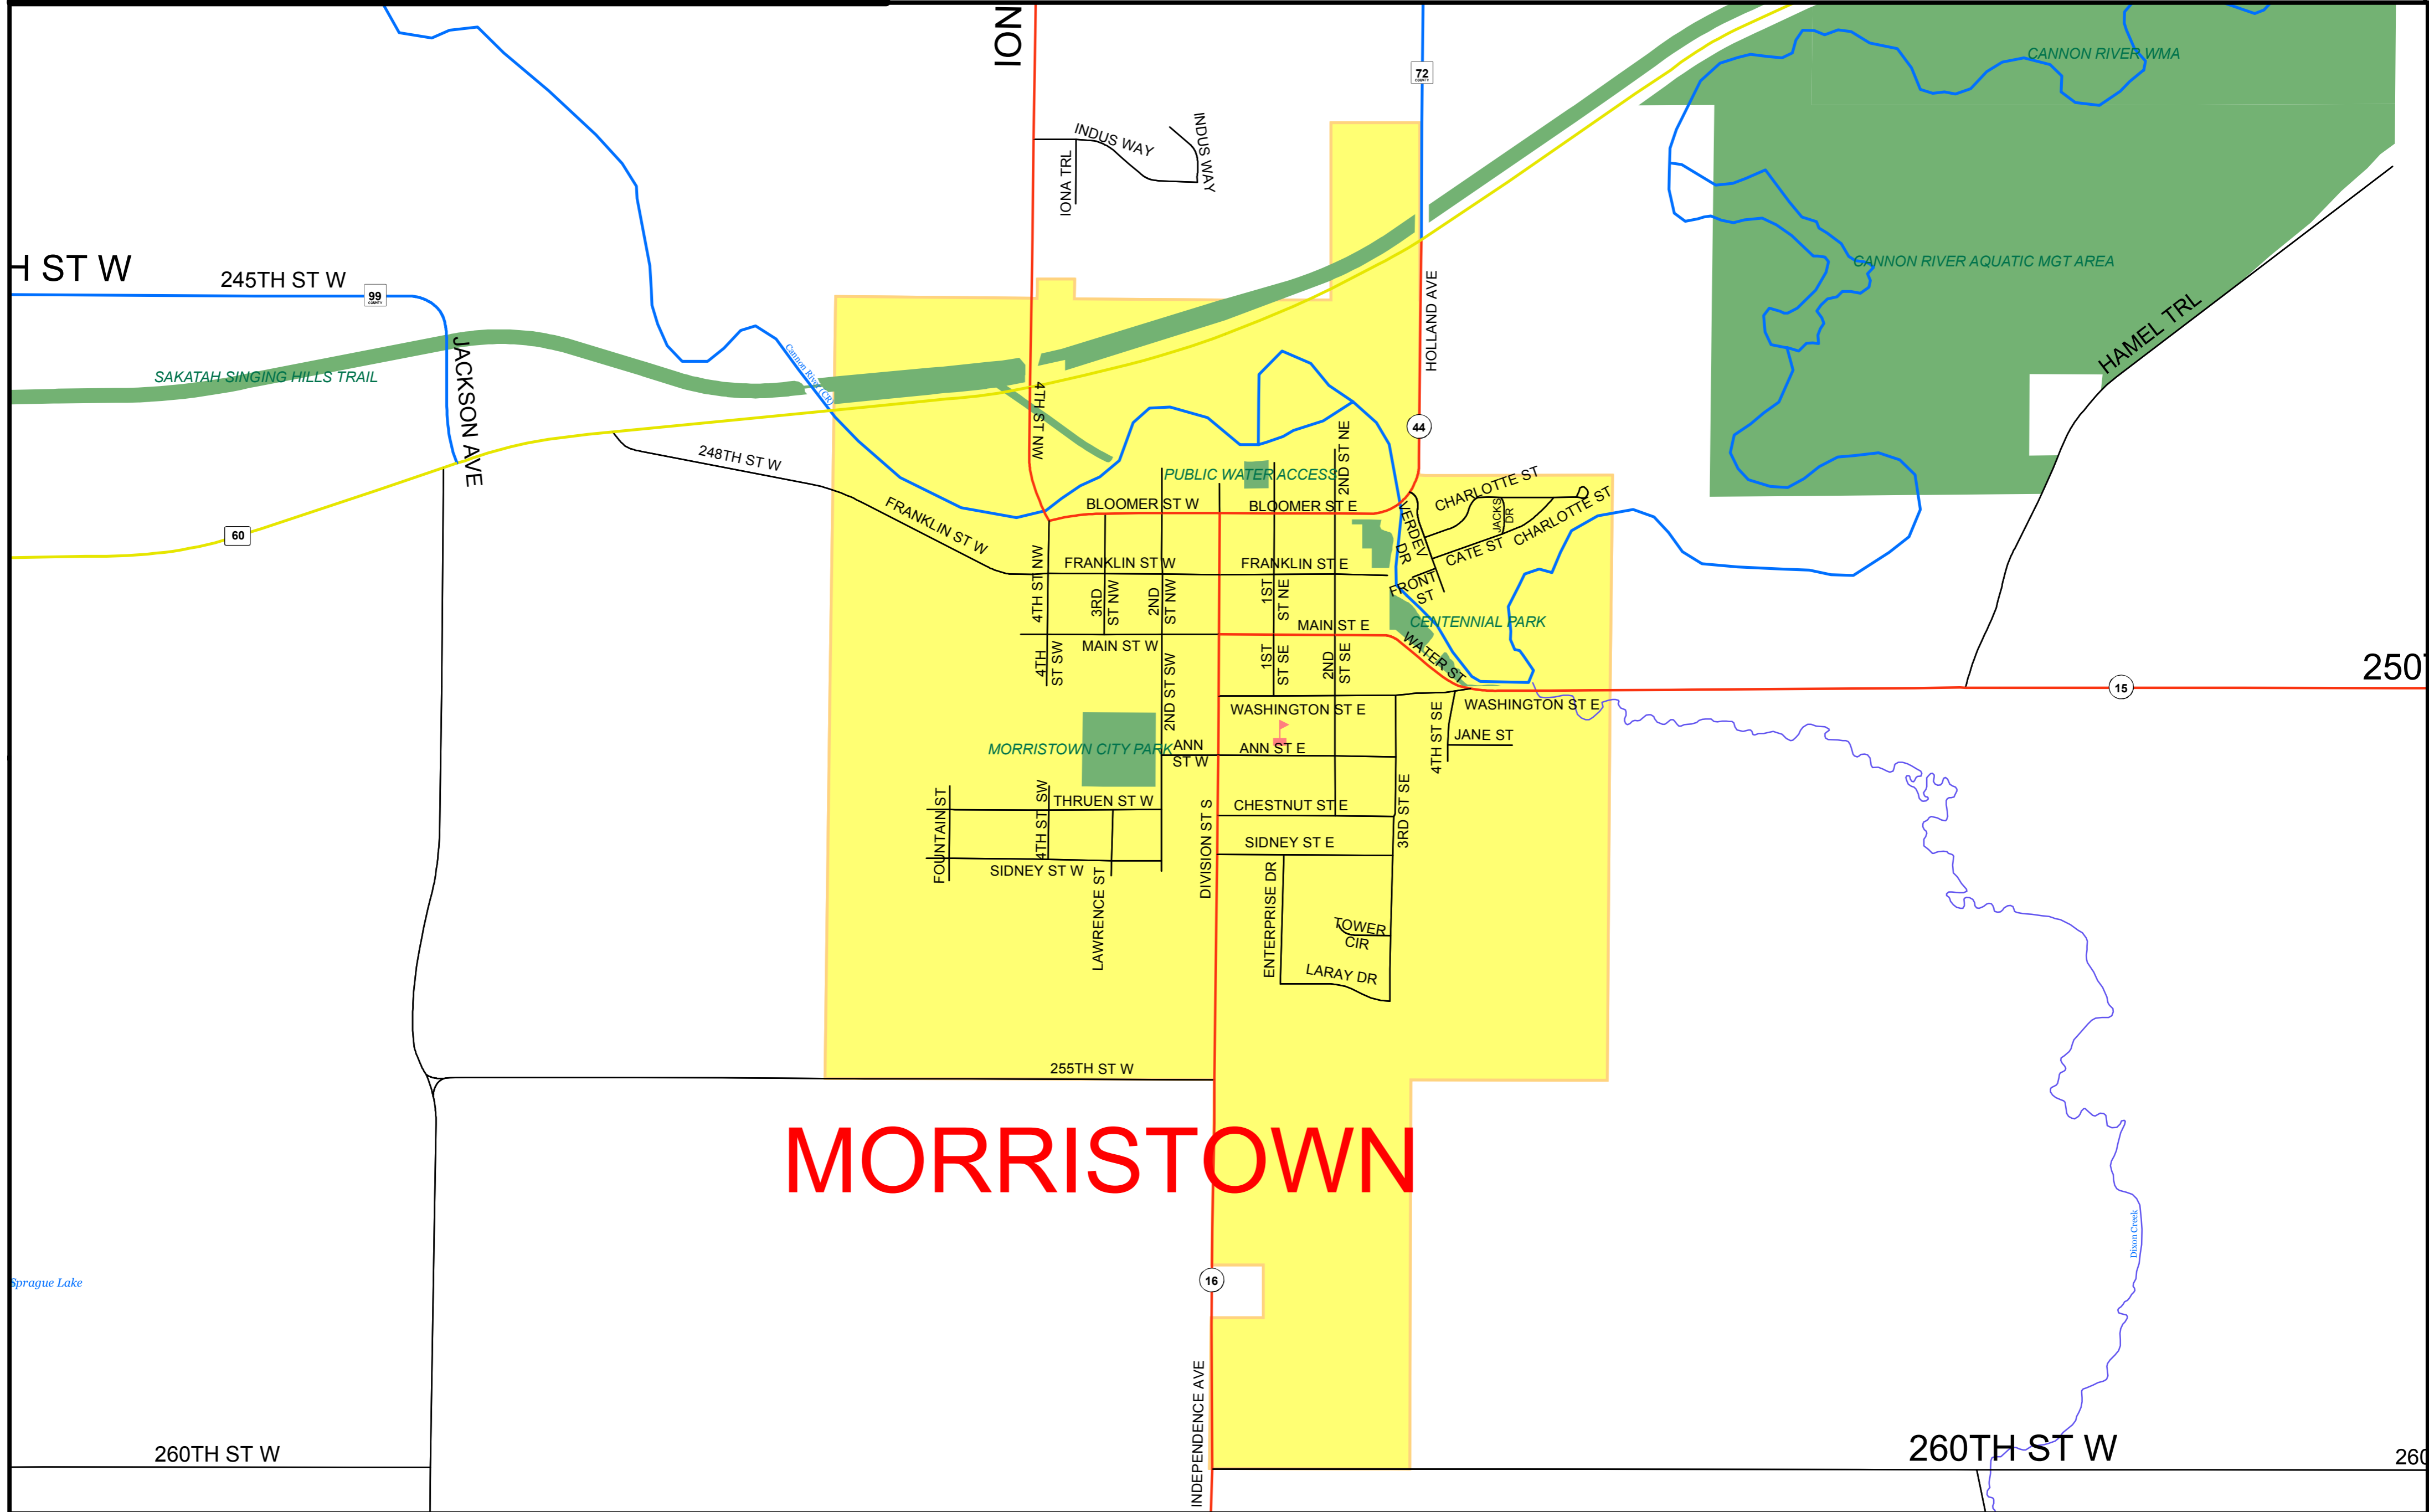 ION
72
COUNTY
CANNON RIVER WMA
INDUS WAY
INDUS WAY
IONA TRL
H ST W
245TH ST W
99
COUNTY
CANNON RIVER AQUATIC MGT AREA
HOLLAND AVE
HAMEL TRL
JACKSON AVE
SAKATAH SINGING HILLS TRAIL
Cannon River (CR)
4TH ST NW
44
248TH ST W
PUBLIC WATER ACCESS
2ND ST NE
CHARLOTTE ST
BLOOMER ST W
BLOOMER ST E
FRANKLIN ST W
VERDEV
DR
JACKS
DR
CHARLOTTE ST
CATE ST
60
FRANKLIN ST W
FRANKLIN ST E
FRONT
ST
4TH ST NW
3RD
ST NW
2ND
ST NW
1ST
ST NE
MAIN ST E
CENTENNIAL PARK
MAIN ST W
WATER ST
4TH
ST SW
2ND ST SW
1ST
ST SE
2ND
ST SE
250T
15
WASHINGTON ST E
WASHINGTON ST E
MORRISTOWN CITY PARK
ANN
ST W
ANN ST E
4TH ST SE
JANE ST
FOUNTAIN ST
4TH ST SW
THRUEN ST W
DIVISION ST S
CHESTNUT ST E
3RD ST SE
SIDNEY ST E
SIDNEY ST W
LAWRENCE ST
ENTERPRISE DR
TOWER
CIR
LARAY DR
255TH ST W
MORRISTOWN
Dixon Creek
Sprague Lake
16
INDEPENDENCE AVE
260TH ST W
260TH ST W
260